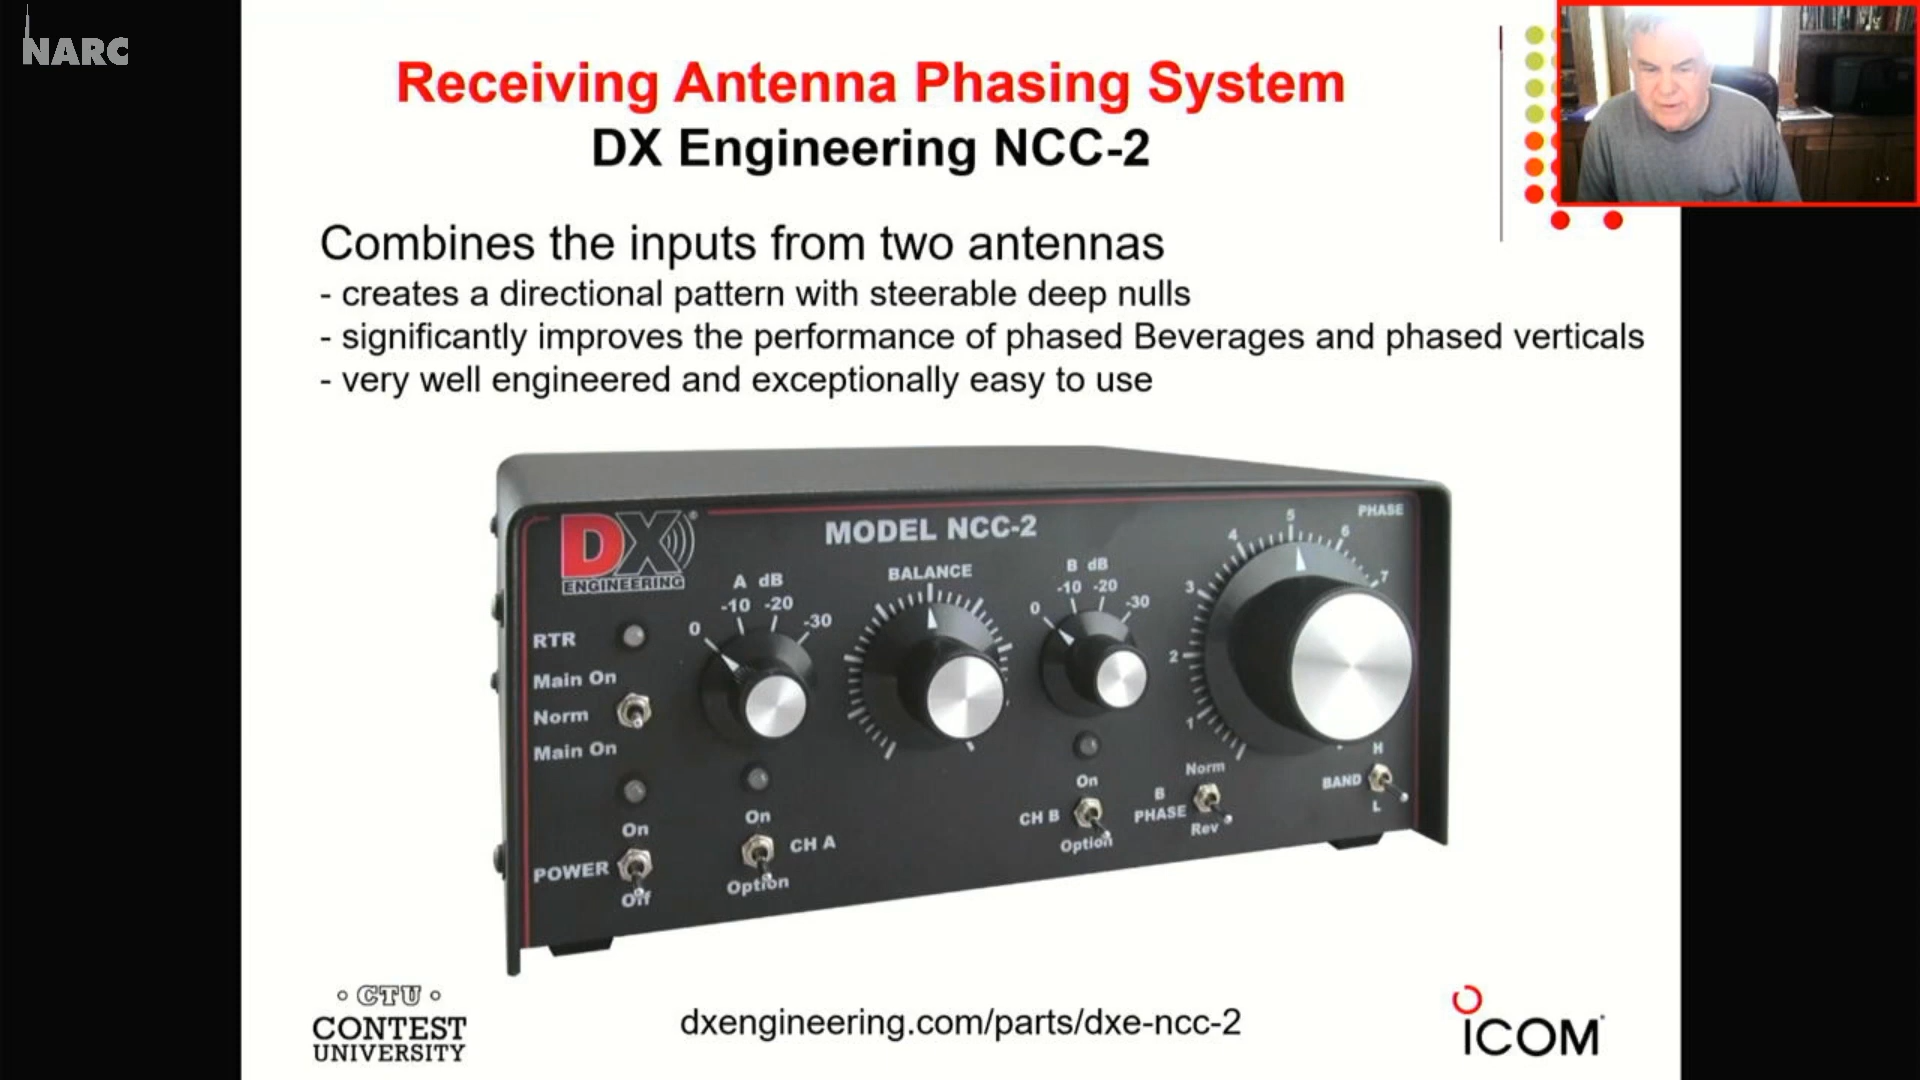 NARC
Receiving Antenna Phasing System
DX Engineering NCC-2
Combines the inputs from two antennas
- creates a directional pattern with steerable deep nulls
- significantly improves the performance of phased Beverages and phased verticals
- very well engineered and exceptionally easy to use
DX®
ENGINEERING
MODEL NCC-2
PHASE
A dB
0 -10 -20 -30
BALANCE
B dB
0 -10 -20 -30
1 2 3 4 5 6 7
RTR
Main On
Norm
Main On
On
POWER
Off
On
CH A
Option
On
CH B
Option
Norm
B
PHASE
Rev
H
BAND
L
CTU
CONTEST
UNIVERSITY
dxengineering.com/parts/dxe-ncc-2
ICOM